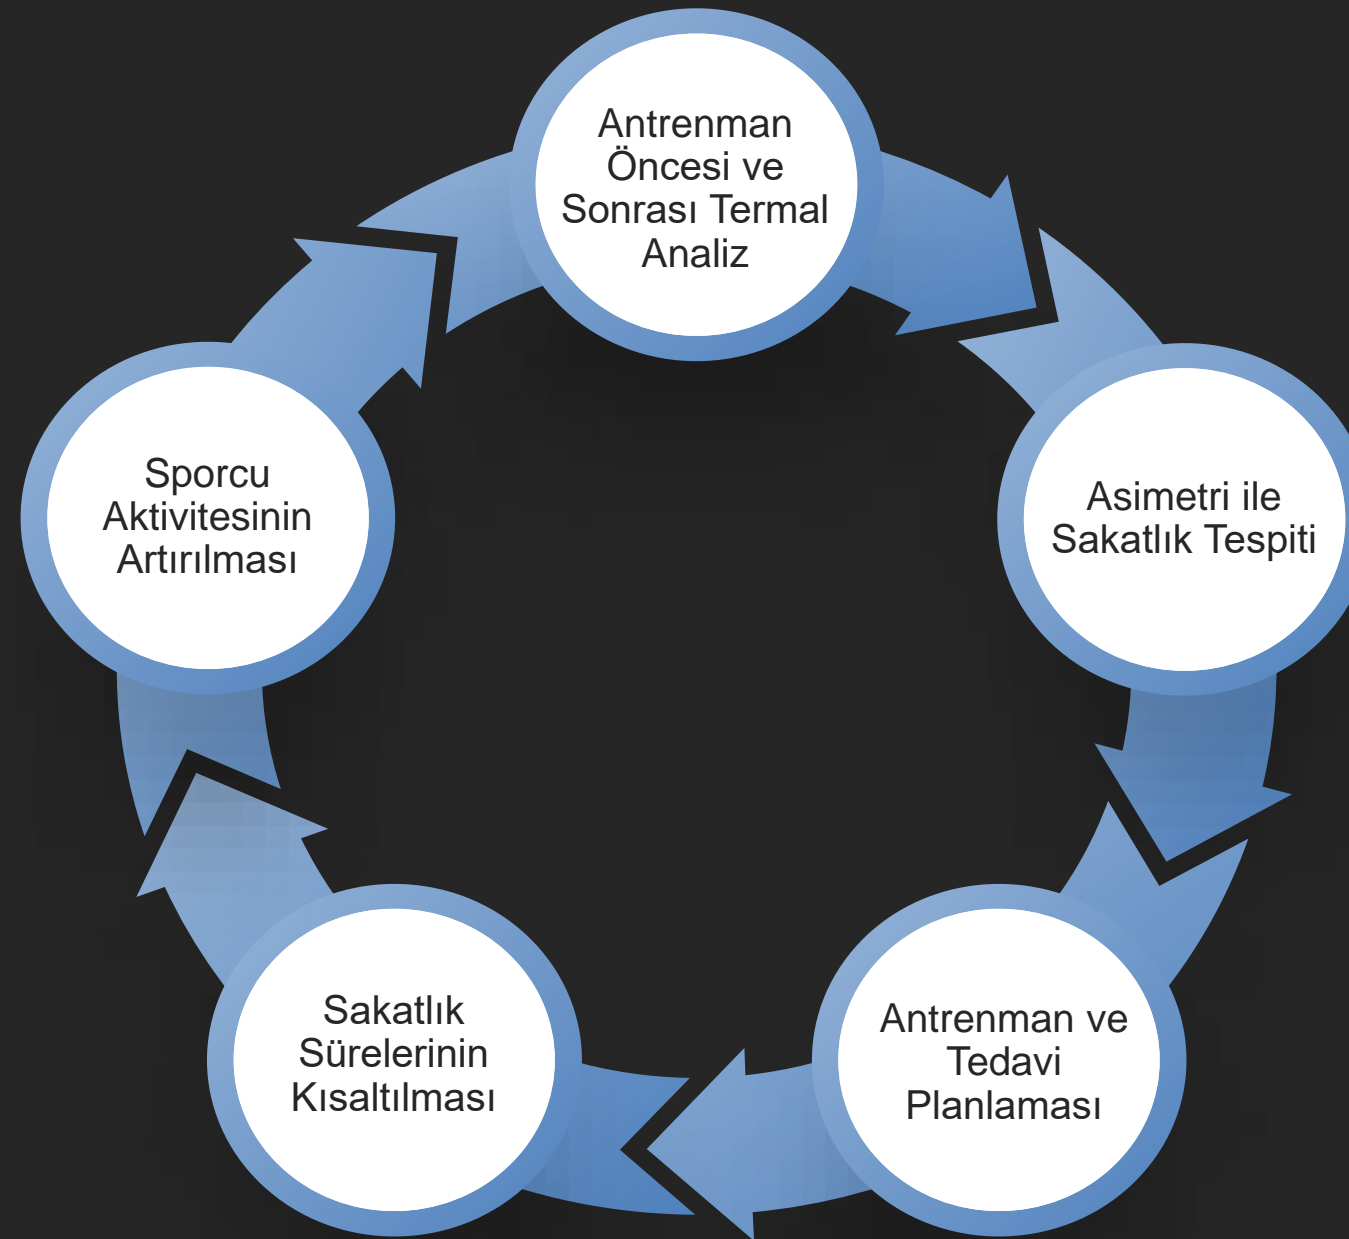 Antrenman
Öncesi ve
Sonrası Termal
Analiz
Asimetri ile
Sakatlık Tespiti
Antrenman ve
Tedavi
Planlaması
Sakatlık
Sürelerinin
Kısaltılması
Sporcu
Aktivitesinin
Artırılması